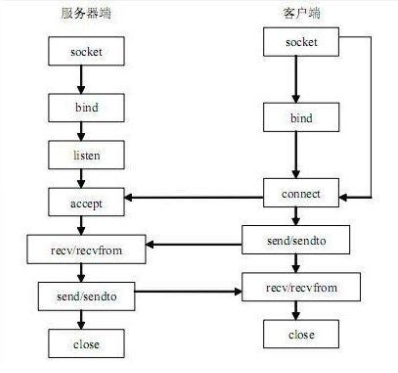 服务器端
socket
bind
listen
accept
recv/recvfrom
send/sendto
close
客户端
socket
bind
connect
send/sendto
recv/recvfrom
close